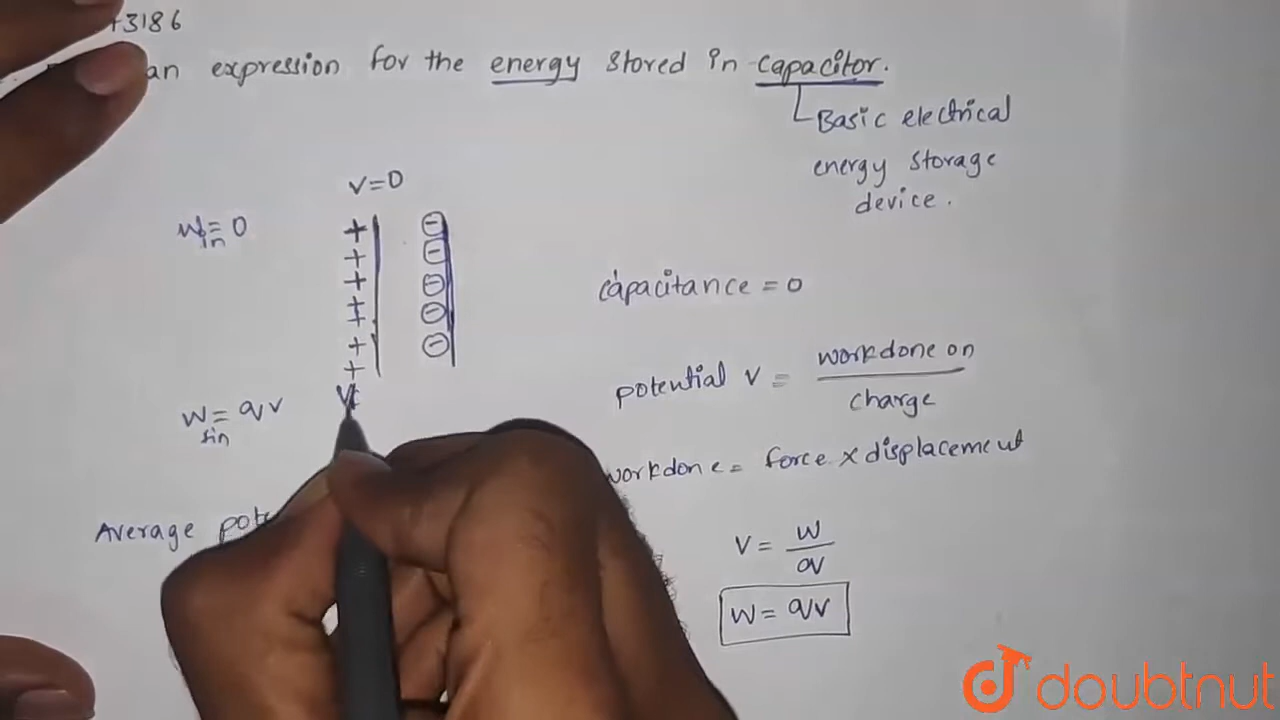 +3186
an expression for the energy stored in capacitor.
Basic electrical
energy storage
device.
V=0
W=0
in
capacitance = 0
potential V = workdone on
charge
W = qV
fin
workdone = force x displacement
Average pote
V = W
q
W = qV
doubtnut